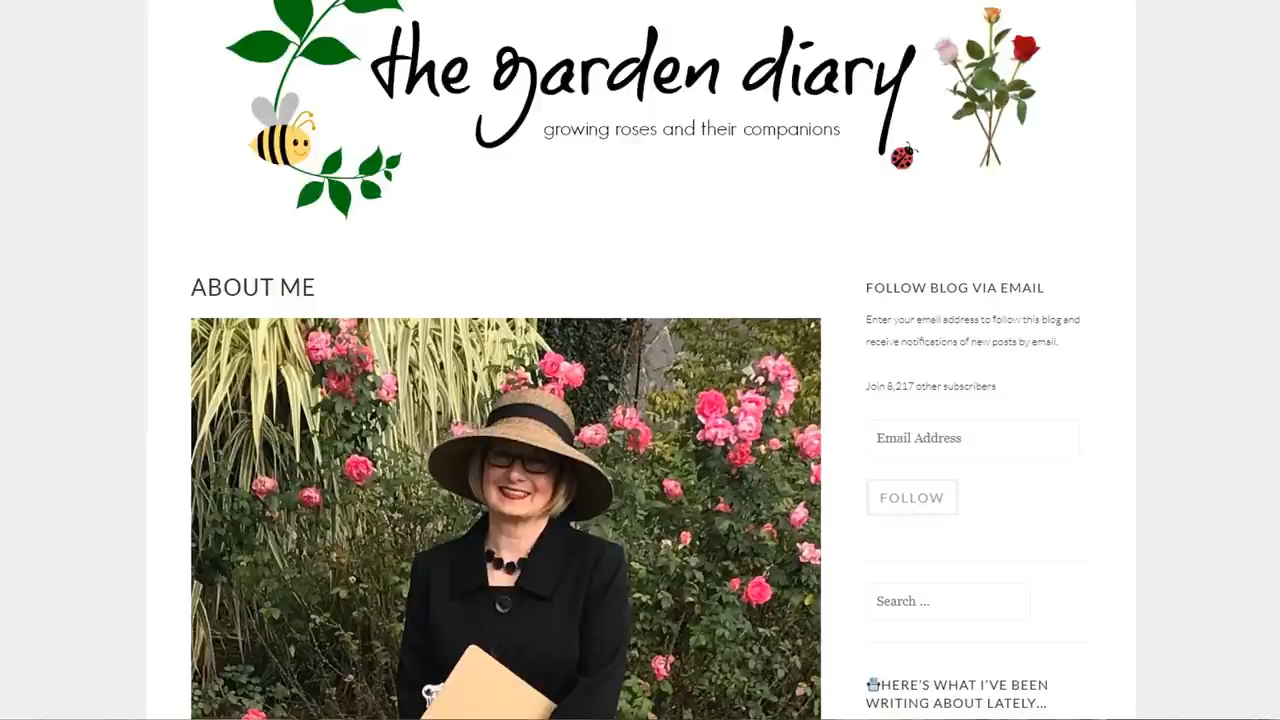 the garden diary
growing roses and their companions
ABOUT ME
FOLLOW BLOG VIA EMAIL
Enter your email address to follow this blog and
receive notifications of new posts by email.
Join 8,217 other subscribers
Email Address
FOLLOW
Search ...
HERE'S WHAT I'VE BEEN
WRITING ABOUT LATELY...